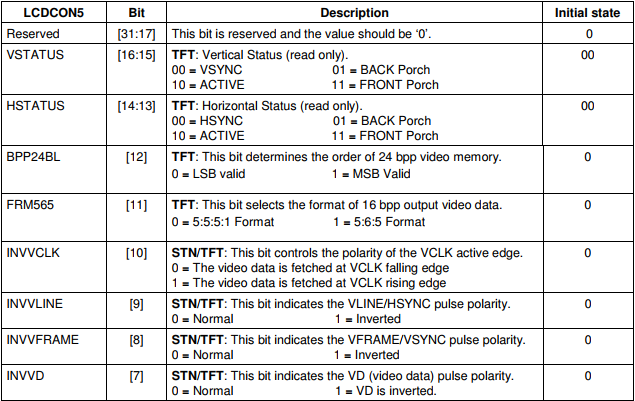 LCDCON5 Bit Description Initial state
Reserved [31:17] This bit is reserved and the value should be ‘0’. 0
VSTATUS [16:15] TFT: Vertical Status (read only). 00
00 = VSYNC 01 = BACK Porch
10 = ACTIVE 11 = FRONT Porch
HSTATUS [14:13] TFT: Horizontal Status (read only). 00
00 = HSYNC 01 = BACK Porch
10 = ACTIVE 11 = FRONT Porch
BPP24BL [12] TFT: This bit determines the order of 24 bpp video memory. 0
0 = LSB valid 1 = MSB Valid
FRM565 [11] TFT: This bit selects the format of 16 bpp output video data. 0
0 = 5:5:5:1 Format 1 = 5:6:5 Format
INVVCLK [10] STN/TFT: This bit controls the polarity of the VCLK active edge. 0
0 = The video data is fetched at VCLK falling edge
1 = The video data is fetched at VCLK rising edge
INVVLINE [9] STN/TFT: This bit indicates the VLINE/HSYNC pulse polarity. 0
0 = Normal 1 = Inverted
INVVFRAME [8] STN/TFT: This bit indicates the VFRAME/VSYNC pulse polarity. 0
0 = Normal 1 = Inverted
INVVD [7] STN/TFT: This bit indicates the VD (video data) pulse polarity. 0
0 = Normal 1 = VD is inverted.